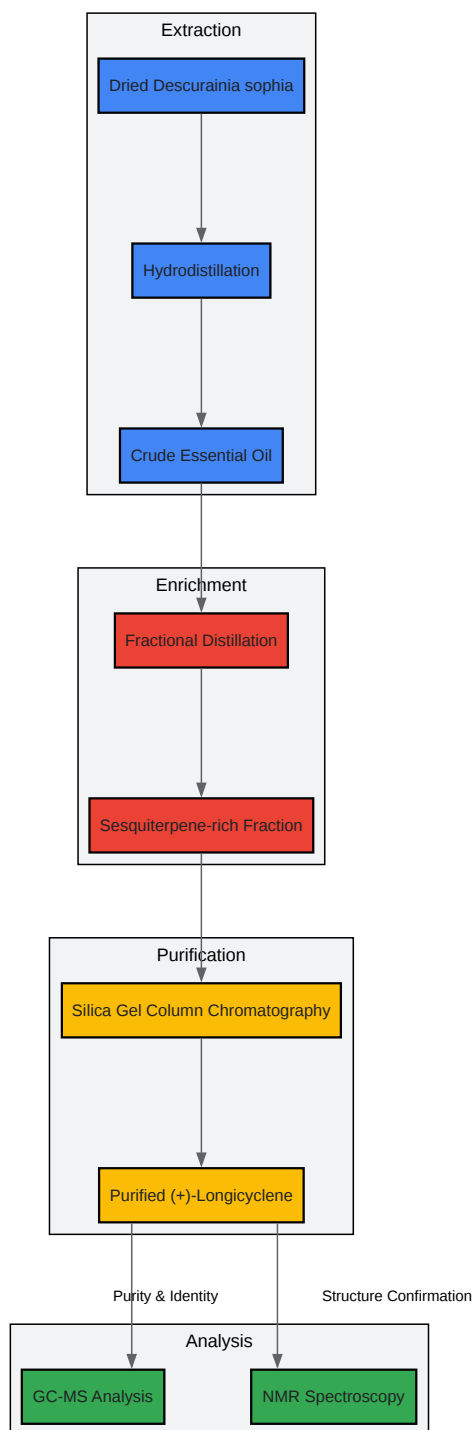 Extraction
Dried Descurainia sophia
Hydrodistillation
Crude Essential Oil
Enrichment
Fractional Distillation
Sesquiterpene-rich Fraction
Purification
Silica Gel Column Chromatography
Purified (+)-Longicyclene
Purity & Identity
Structure Confirmation
Analysis
GC-MS Analysis
NMR Spectroscopy